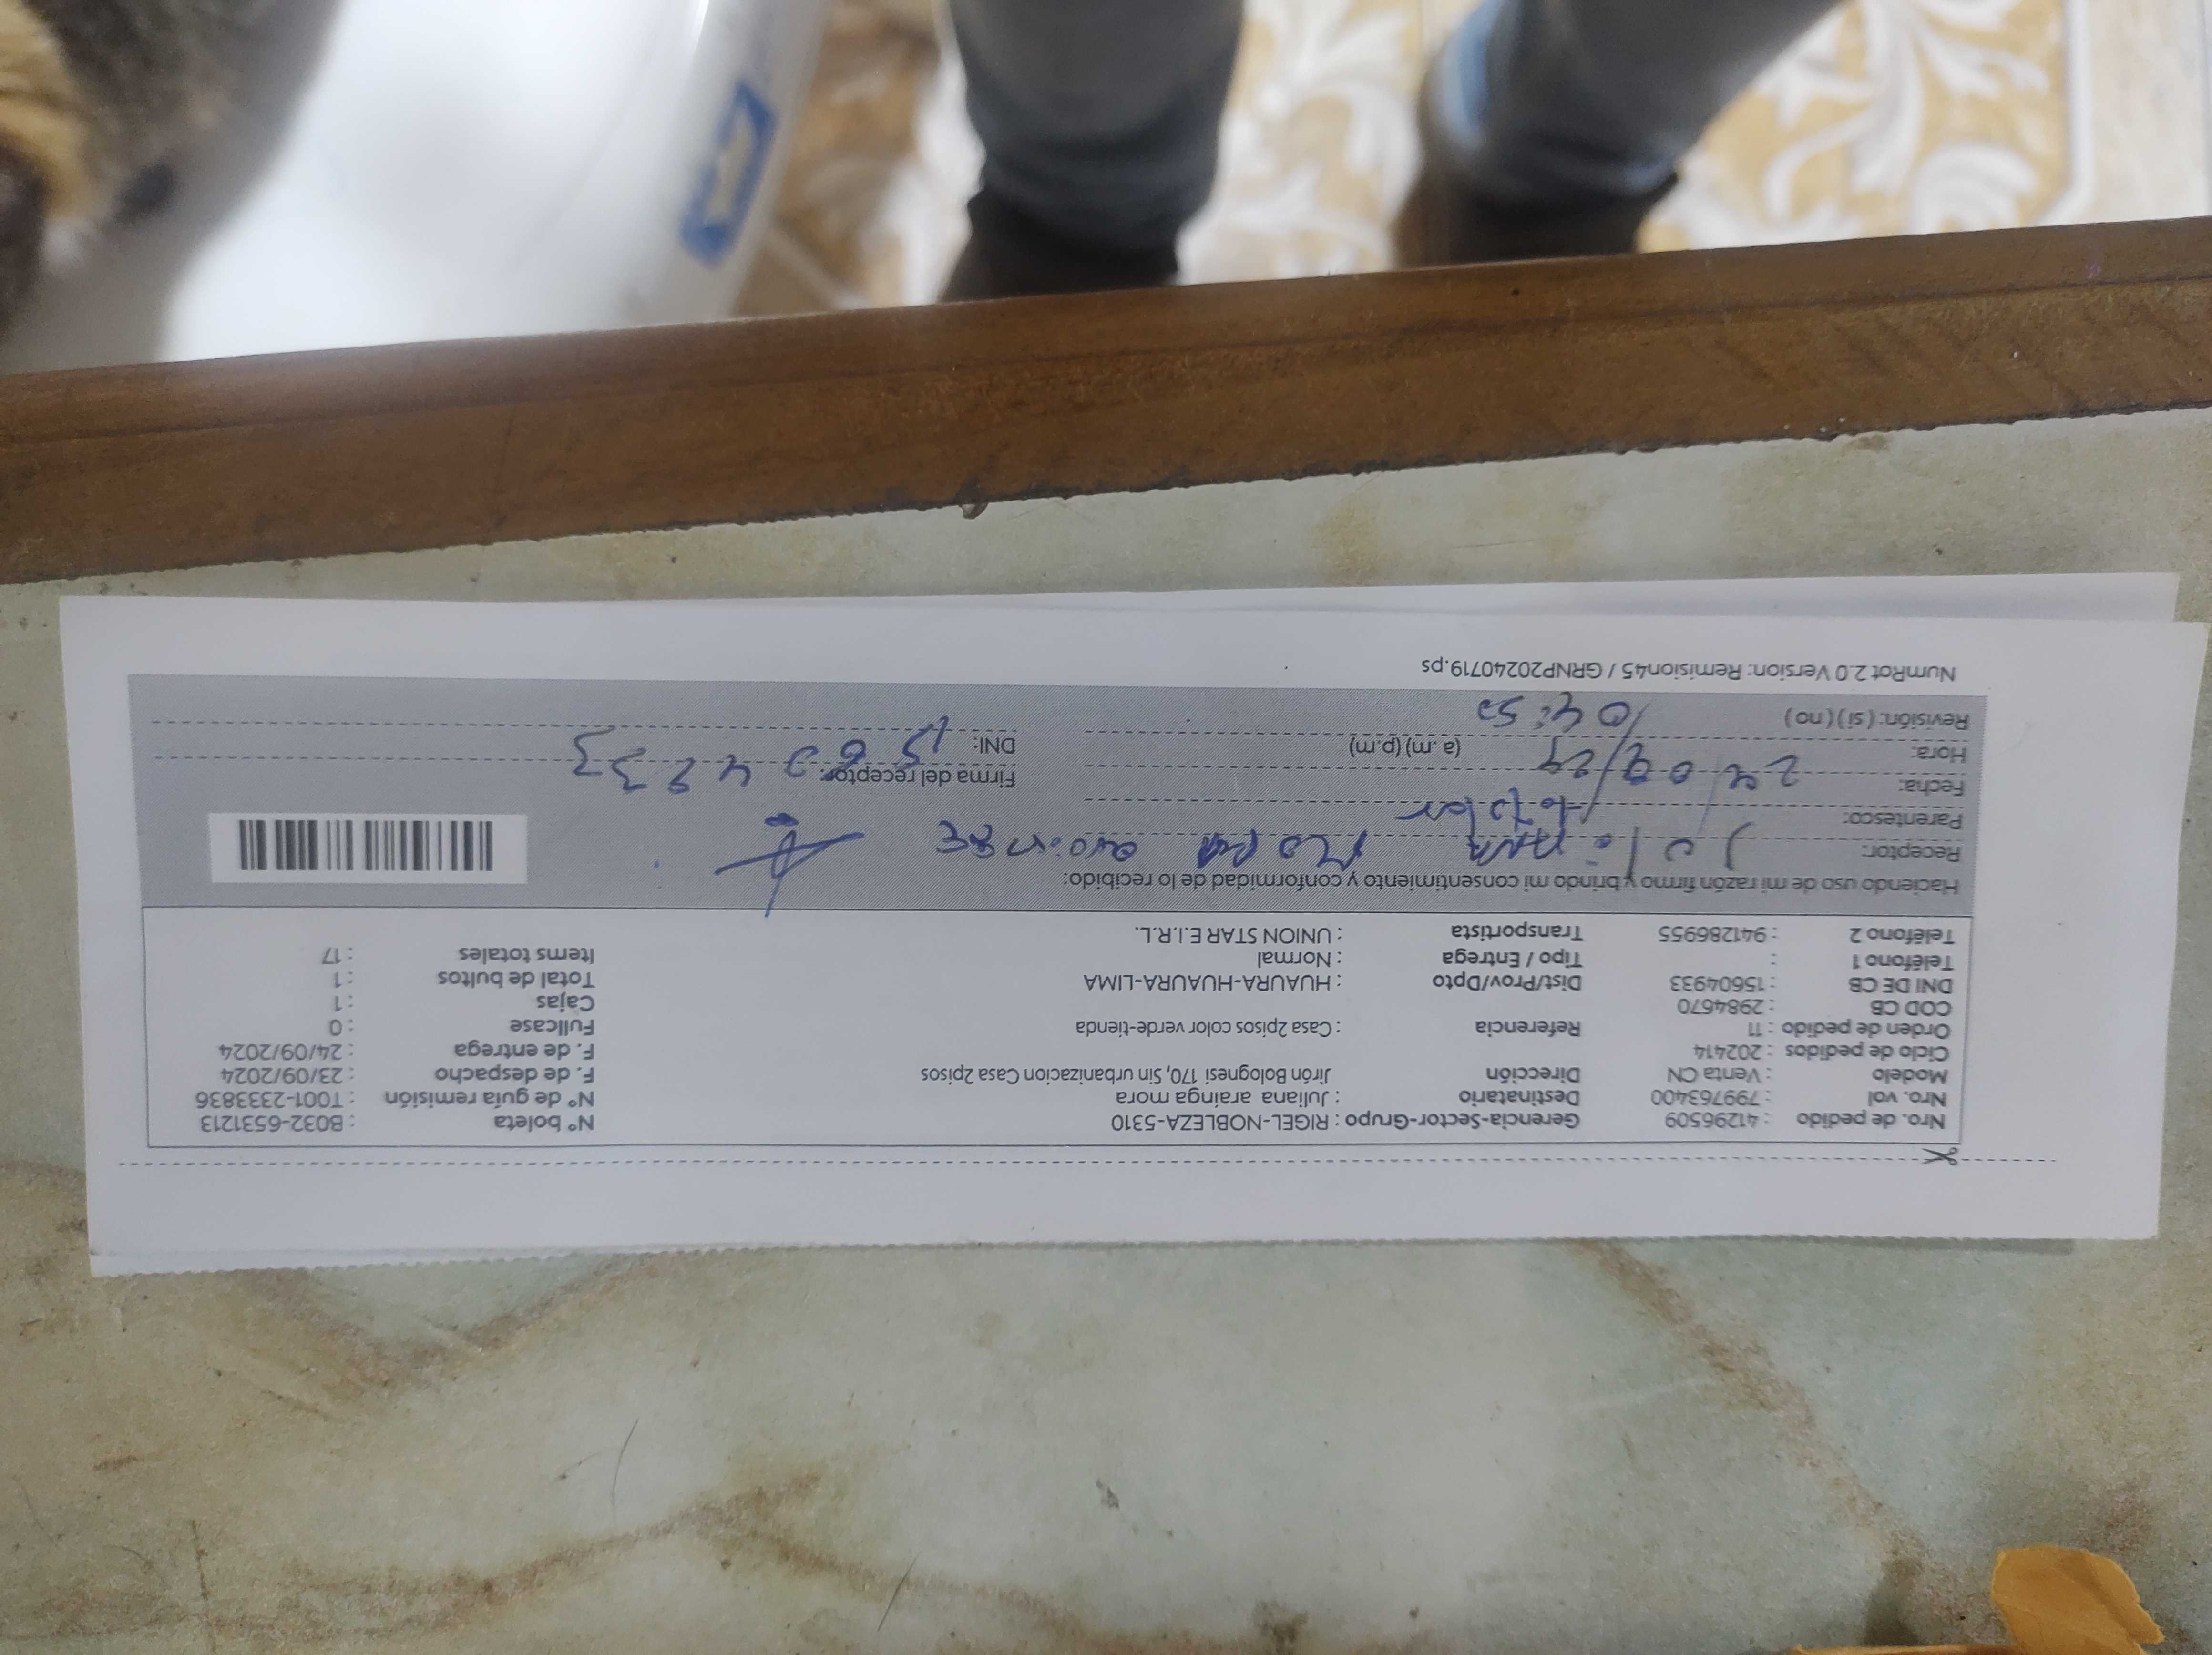 Nro. de pedido : 41296509 Gerencia-Sector-Grupo : RIGEL-NOBLEZA-5310 N° boleta : B032-6531213
Nro. vol : 799763400 Destinatario : Juliana arainga mora N° de guía remisión : T001-2333836
Modelo : Venta CN Dirección Jirón Bolognesi 170, Sin urbanizacion Casa 2pisos F. de despacho : 23/09/2024
Ciclo de pedidos : 202414 F. de entrega : 24/09/2024
Orden de pedido : 11 Referencia : Casa 2pisos color verde-tienda Fullcase : 0
COD CB : 2984670 Cajas : 1
DNI DE CB : 15604933 Dist/Prov/Dpto : HUAURA-HUAURA-LIMA Total de bultos : 1
Teléfono 1 : Tipo / Entrega : Normal Items totales : 17
Teléfono 2 : 941286955 Transportista : UNION STAR E.I.R.L.
Haciendo uso de mi razón firmo y brindo mi consentimiento y conformidad de lo recibido:
Receptor: Juliana Mora
Parentesco: titular
Fecha: 24/09/24 Firma del receptor:
Hora: 04:50 (a. m) (p.m) DNI:
Revisión: ( si ) ( no )
NumRot 2.0 Version: Remision45 / GRNP20240719.ps